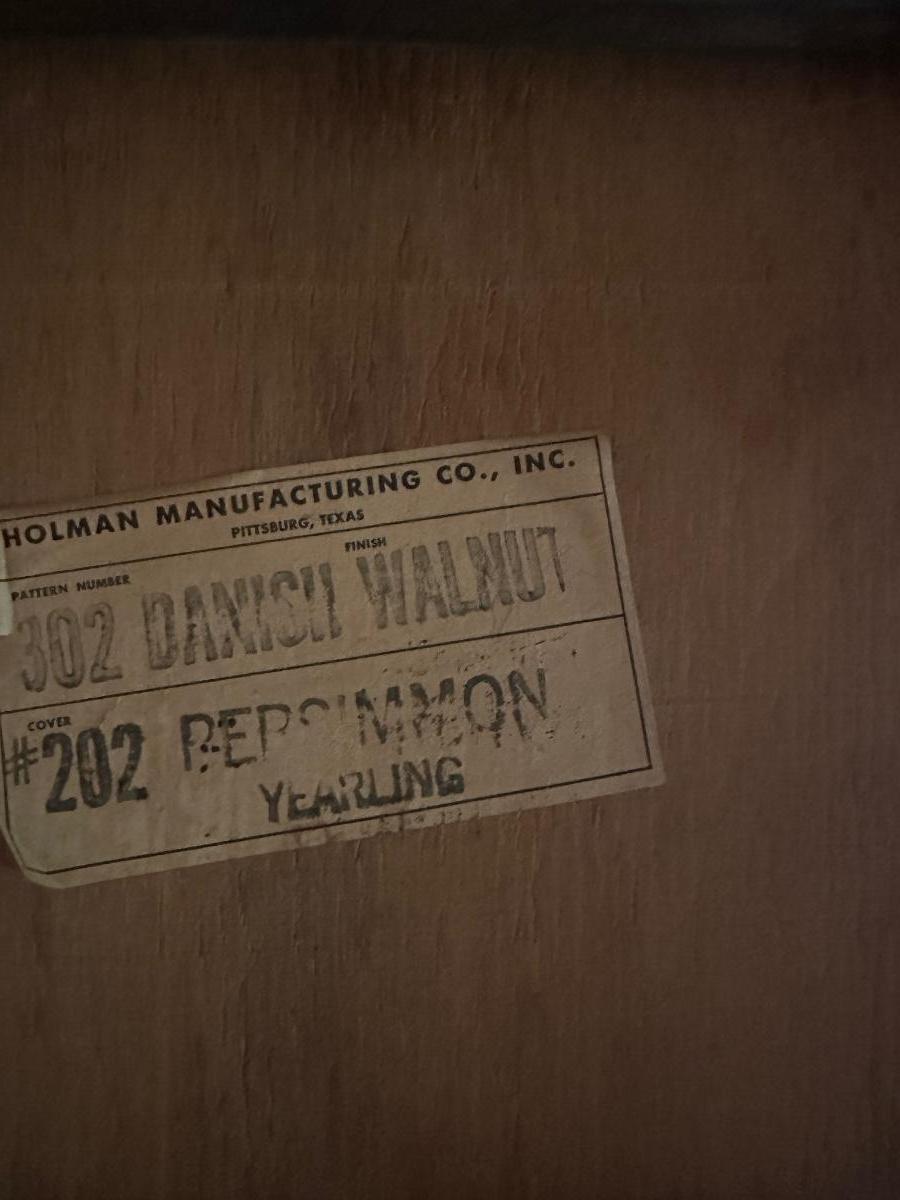 HOLMAN MANUFACTURING CO., INC.
PITTSBURG, TEXAS
PATTERN NUMBER FINISH
302 DANISH WALNUT
COVER
#202 PERSIMMON
YEARLING